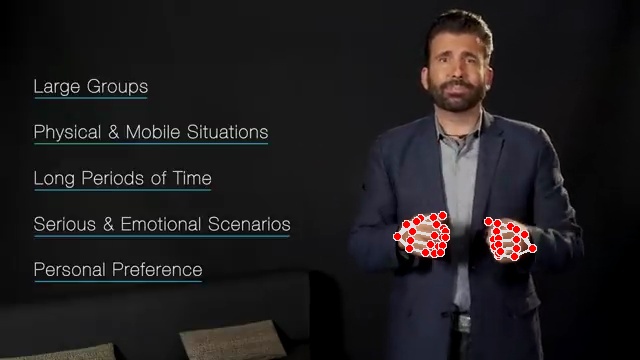 Large Groups
Physical & Mobile Situations
Long Periods of Time
Serious & Emotional Scenarios
Personal Preference